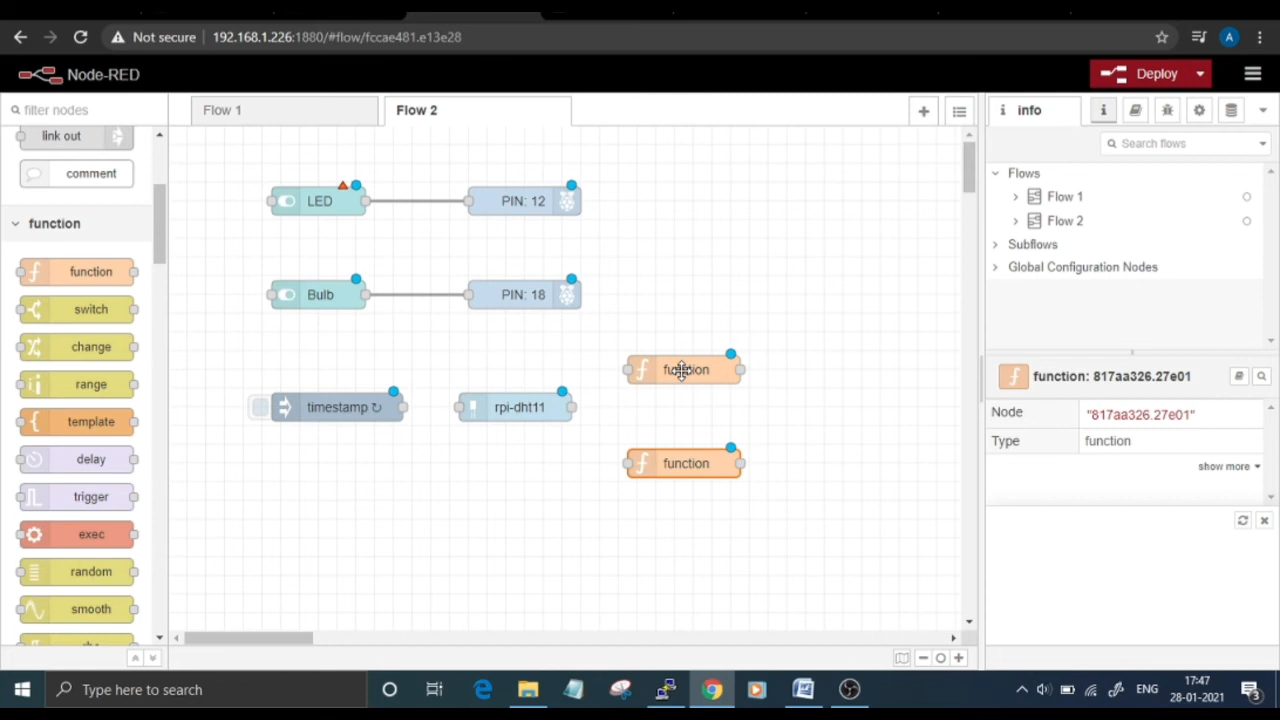 Not secure 192.168.1.226:1880/#flow/fccae481.e13e28 A
Node-RED Deploy
filter nodes Flow 1 Flow 2 + i info
link out
comment
function
function
switch
change
range
template
delay
trigger
exec
random
smooth
LED PIN: 12
Bulb PIN: 18
function
timestamp ↻ rpi-dht11
function
Search flows
Flows
Flow 1
Flow 2
Subflows
Global Configuration Nodes
function: 817aa326.27e01
Node "817aa326.27e01"
Type function
show more
Type here to search
ENG 17:47
28-01-2021
3